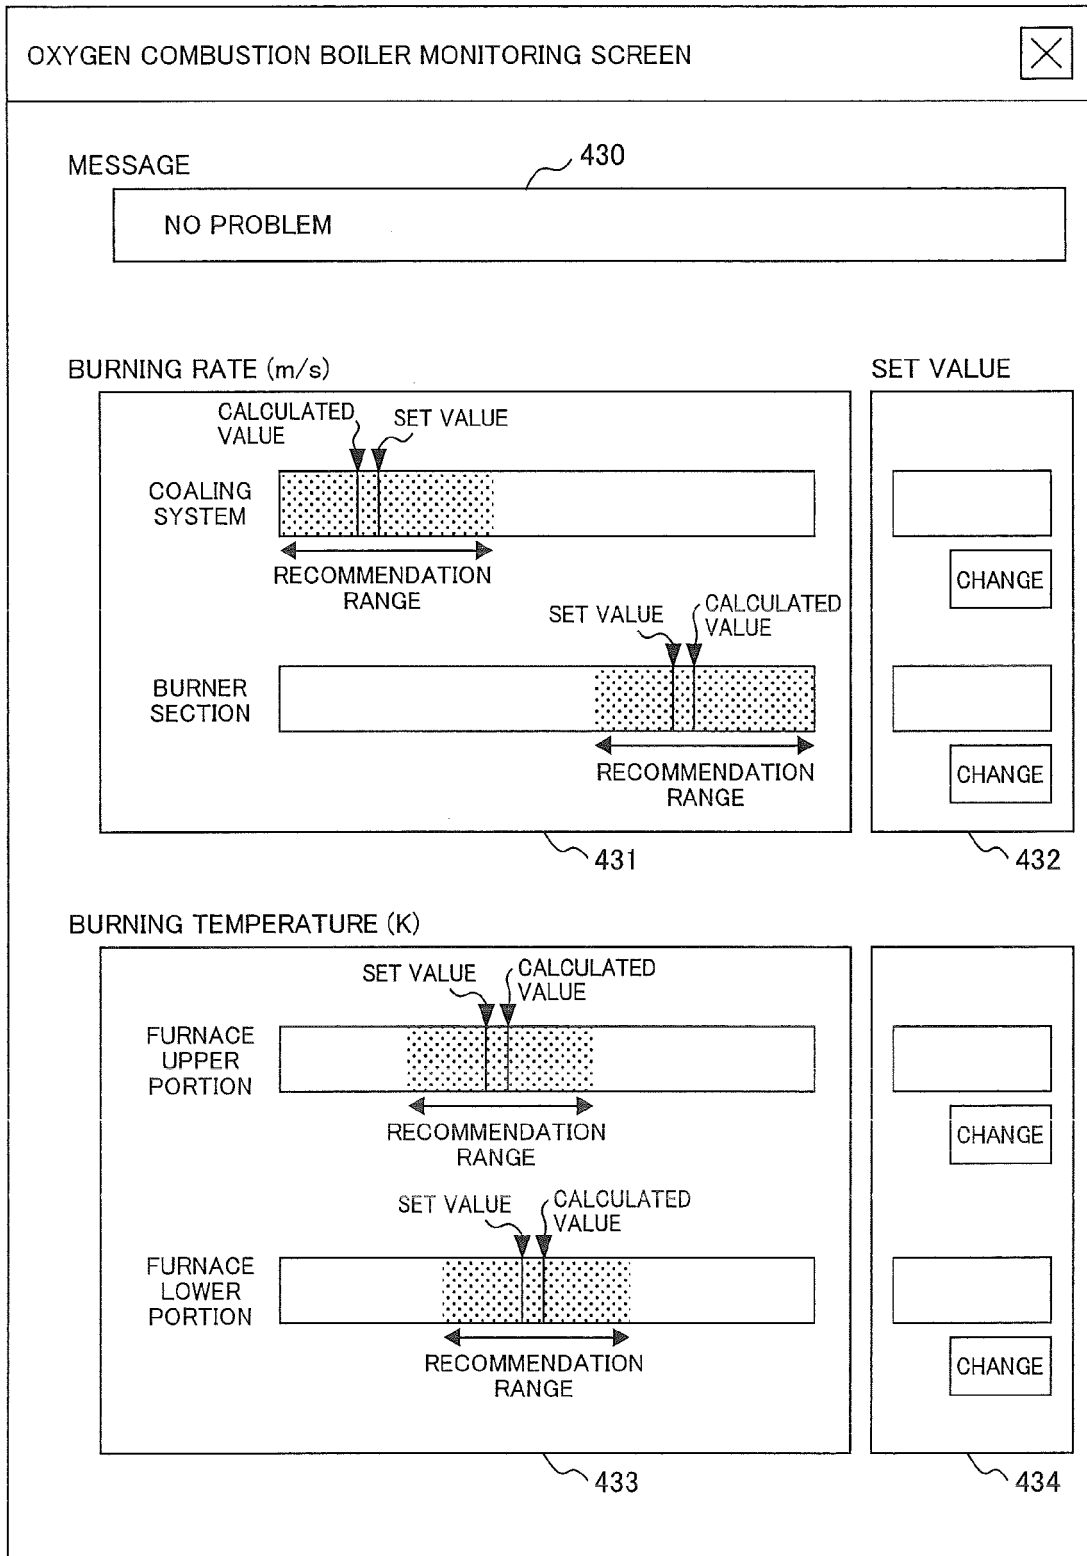 OXYGEN COMBUSTION BOILER MONITORING SCREEN
MESSAGE
430
NO PROBLEM
BURNING RATE (m/s)
SET VALUE
CALCULATED
VALUE
SET VALUE
COALING
SYSTEM
RECOMMENDATION
RANGE
CHANGE
SET VALUE
CALCULATED
VALUE
BURNER
SECTION
RECOMMENDATION
RANGE
CHANGE
431
432
BURNING TEMPERATURE (K)
SET VALUE
CALCULATED
VALUE
FURNACE
UPPER
PORTION
RECOMMENDATION
RANGE
CHANGE
SET VALUE
CALCULATED
VALUE
FURNACE
LOWER
PORTION
RECOMMENDATION
RANGE
CHANGE
433
434